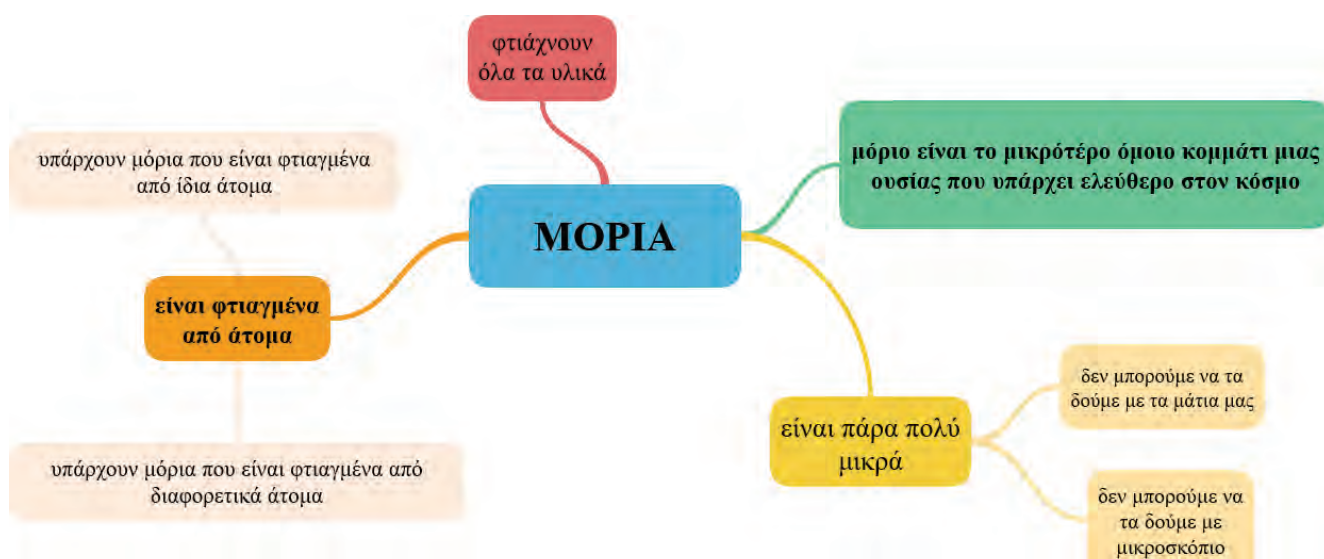 φτιάχνουν
όλα τα υλικά
μόριο είναι το μικρότέρο όμοιο κομμάτι μιας
ουσίας που υπάρχει ελεύθερο στον κόσμο
υπάρχουν μόρια που είναι φτιαγμένα
από ίδια άτομα
ΜΟΡΙΑ
είναι φτιαγμένα
από άτομα
δεν μπορούμε να τα
δούμε με τα μάτια μας
είναι πάρα πολύ
μικρά
υπάρχουν μόρια που είναι φτιαγμένα από
διαφορετικά άτομα
δεν μπορούμε να
τα δούμε με
μικροσκόπιο